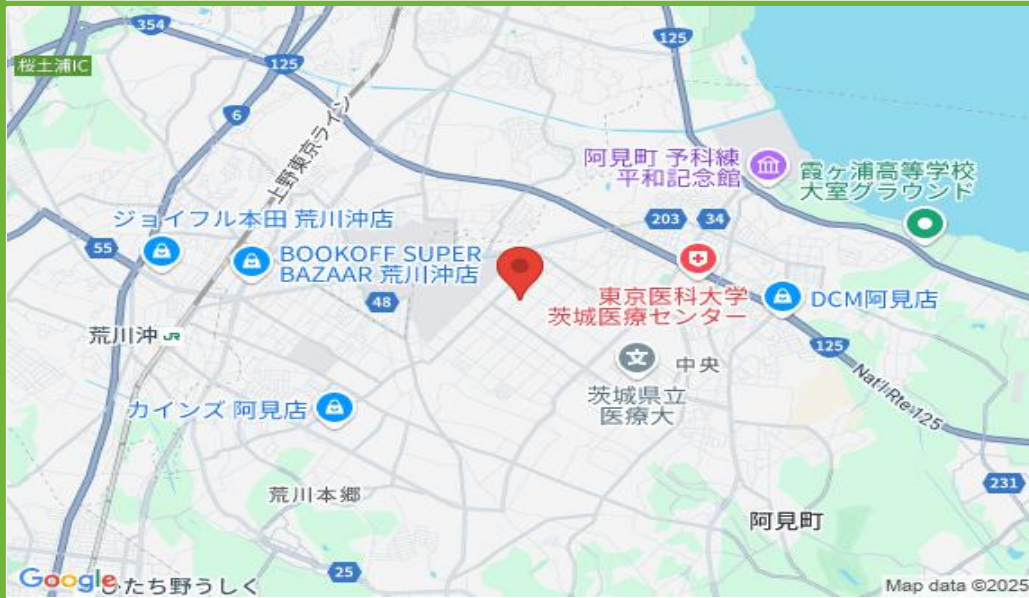 354
125
125
桜土浦IC
6
上野東京ライン
阿見町 予科練
平和記念館
霞ヶ浦高等学校
大室グラウンド
203
34
ジョイフル本田 荒川沖店
55
BOOKOFF SUPER
BAZAAR 荒川沖店
48
東京医科大学
茨城医療センター
DCM阿見店
荒川沖 JR
125
中央
茨城県立
医療大
Nat'l Rte 125
カインズ 阿見店
荒川本郷
231
阿見町
25
Google
ひたち野うしく
Map data ©2025